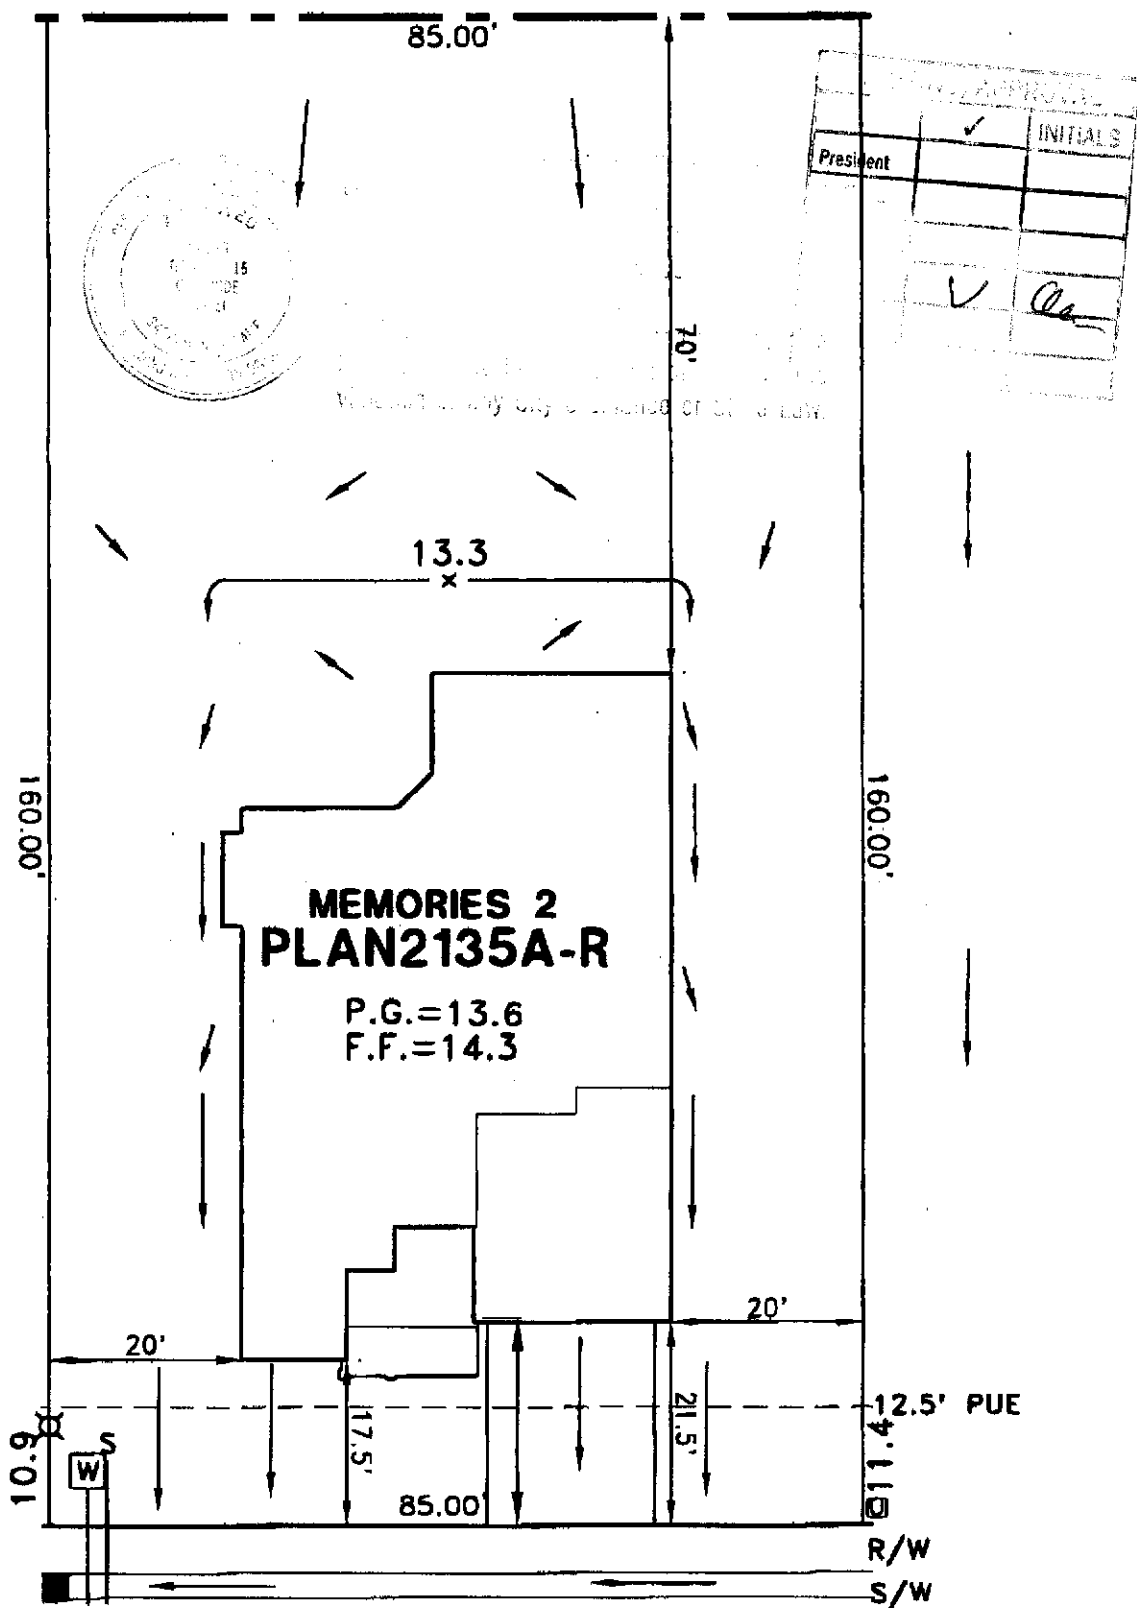 85.00'
✓ INITIALS
President
70'
13.3
x
160.00'
160.00'
MEMORIES 2
PLAN2135A-R
P.G.=13.6
F.F.=14.3
20'
20'
12.5' PUE
17.5'
21.5'
10.9
S
W
11.4
85.00'
R/W
S/W